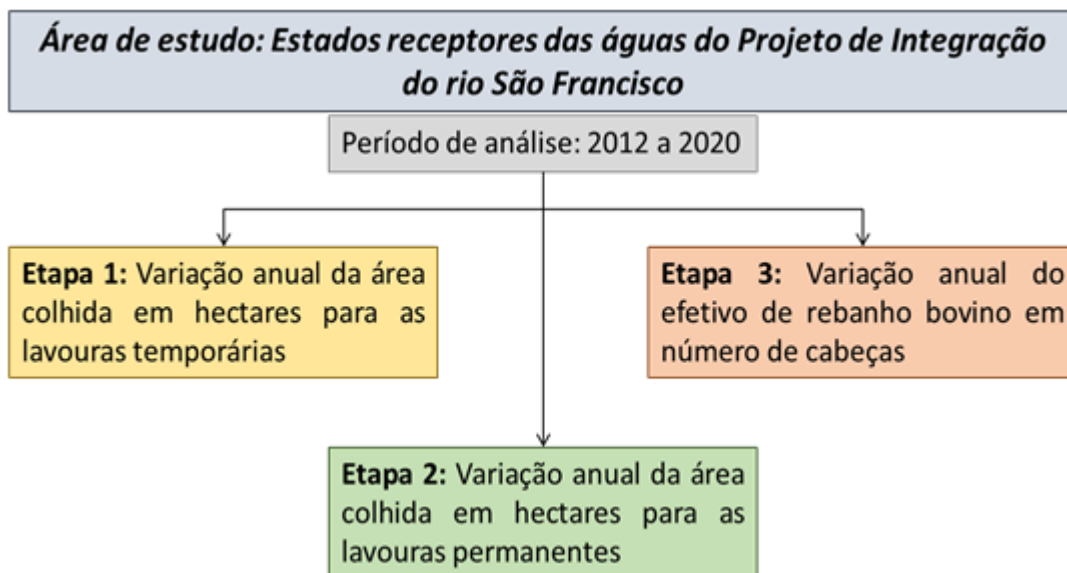 Área de estudo: Estados receptores das águas do Projeto de Integração
do rio São Francisco
Período de análise: 2012 a 2020
Etapa 1: Variação anual da área
colhida em hectares para as
lavouras temporárias
Etapa 3: Variação anual do
efetivo de rebanho bovino em
número de cabeças
Etapa 2: Variação anual da área
colhida em hectares para as
lavouras permanentes